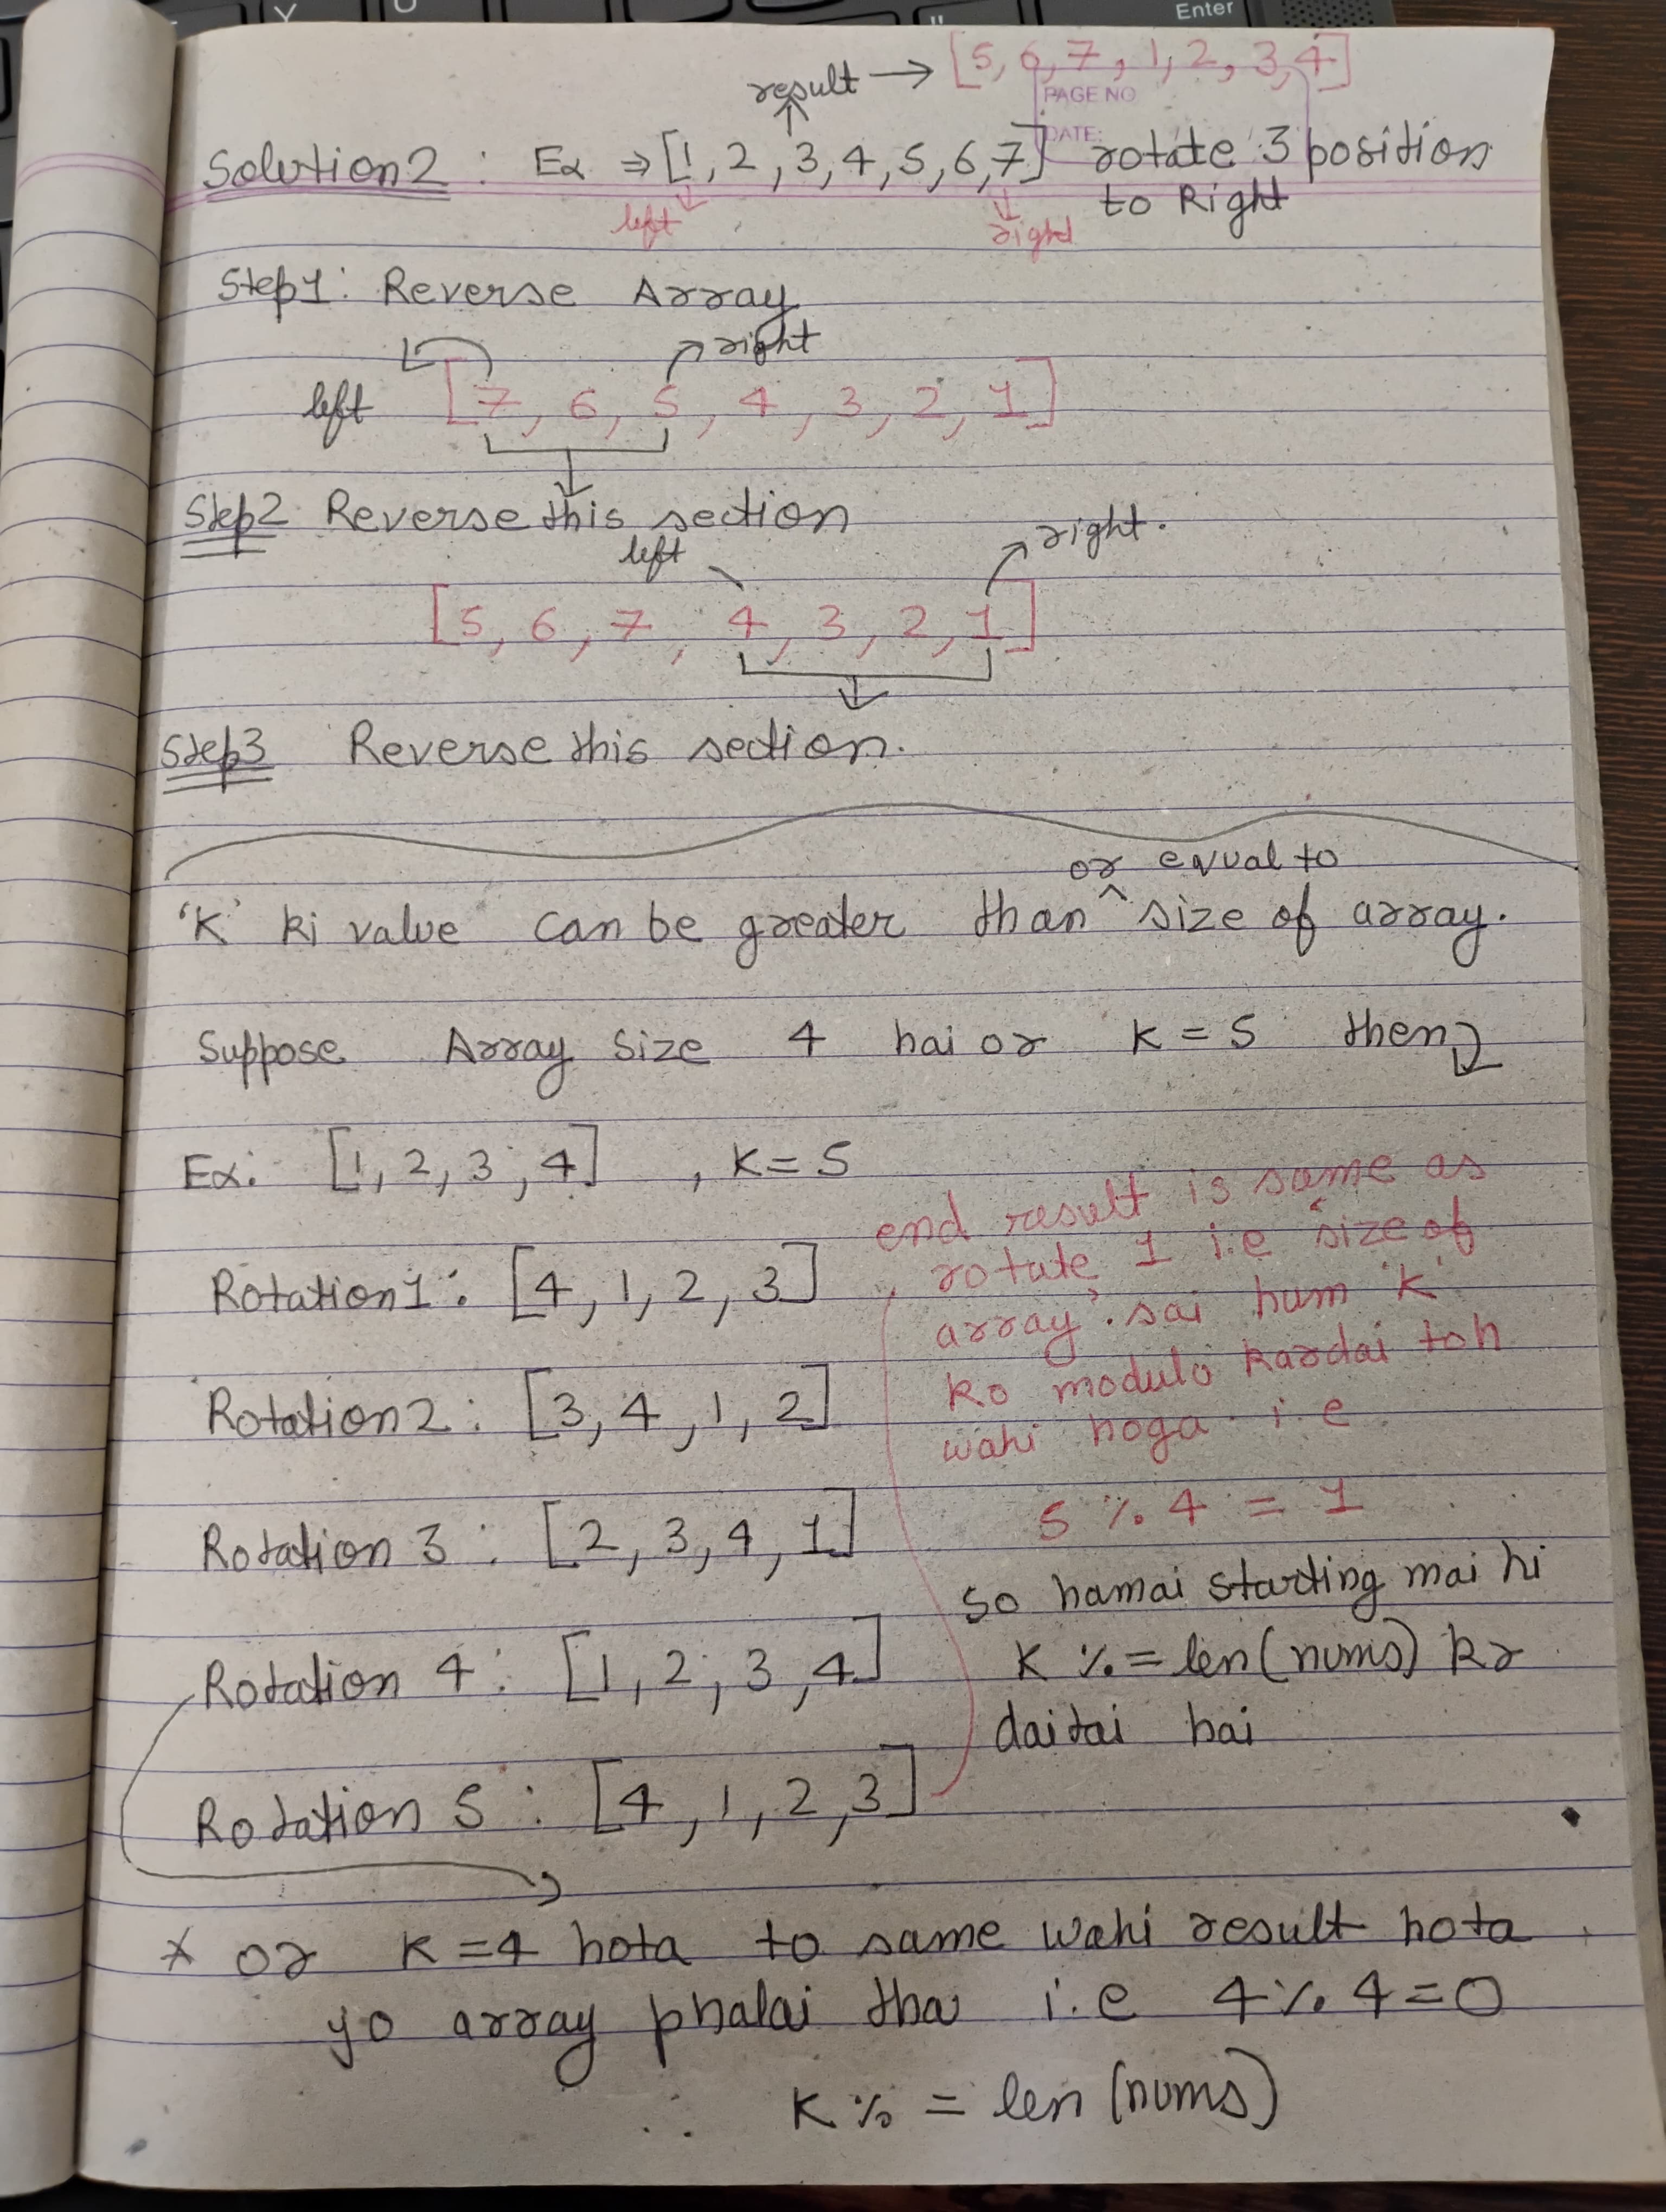 Enter
result → [5, 6, 7, 1, 2, 3, 4]
PAGE NO
DATE:
Solution2 : Ex ⇒ [1, 2, 3, 4, 5, 6, 7] rotate 3 position
to Right
left
right
Step1: Reverse Array
right
left [7, 6, 5, 4, 3, 2, 1]
Step2 Reverse this section
left
right.
[5, 6, 7, 4, 3, 2, 1]
Step3 Reverse this section.
or equal to
'K' ki value can be greater than ^ size of array.
Suppose Array Size 4 hai or K = 5 then
Ex: [1, 2, 3, 4] , K = 5
Rotation1: [4, 1, 2, 3]
Rotation2: [3, 4, 1, 2]
Rotation 3 : [2, 3, 4, 1]
Rotation 4 : [1, 2, 3, 4]
Rotation 5 : [4, 1, 2, 3]
end result is same as
rotate 1 i.e 'size of
array' sai hum 'K'
ko modulo kardai toh
wahi hoga i.e
5 % 4 = 1
So hamai starting mai hi
K %= len(nums) kr
daitai hai
* or K = 4 hota to same wahi result hota
jo array phalai tha i.e 4 % 4 = 0
∴ K % = len (nums)